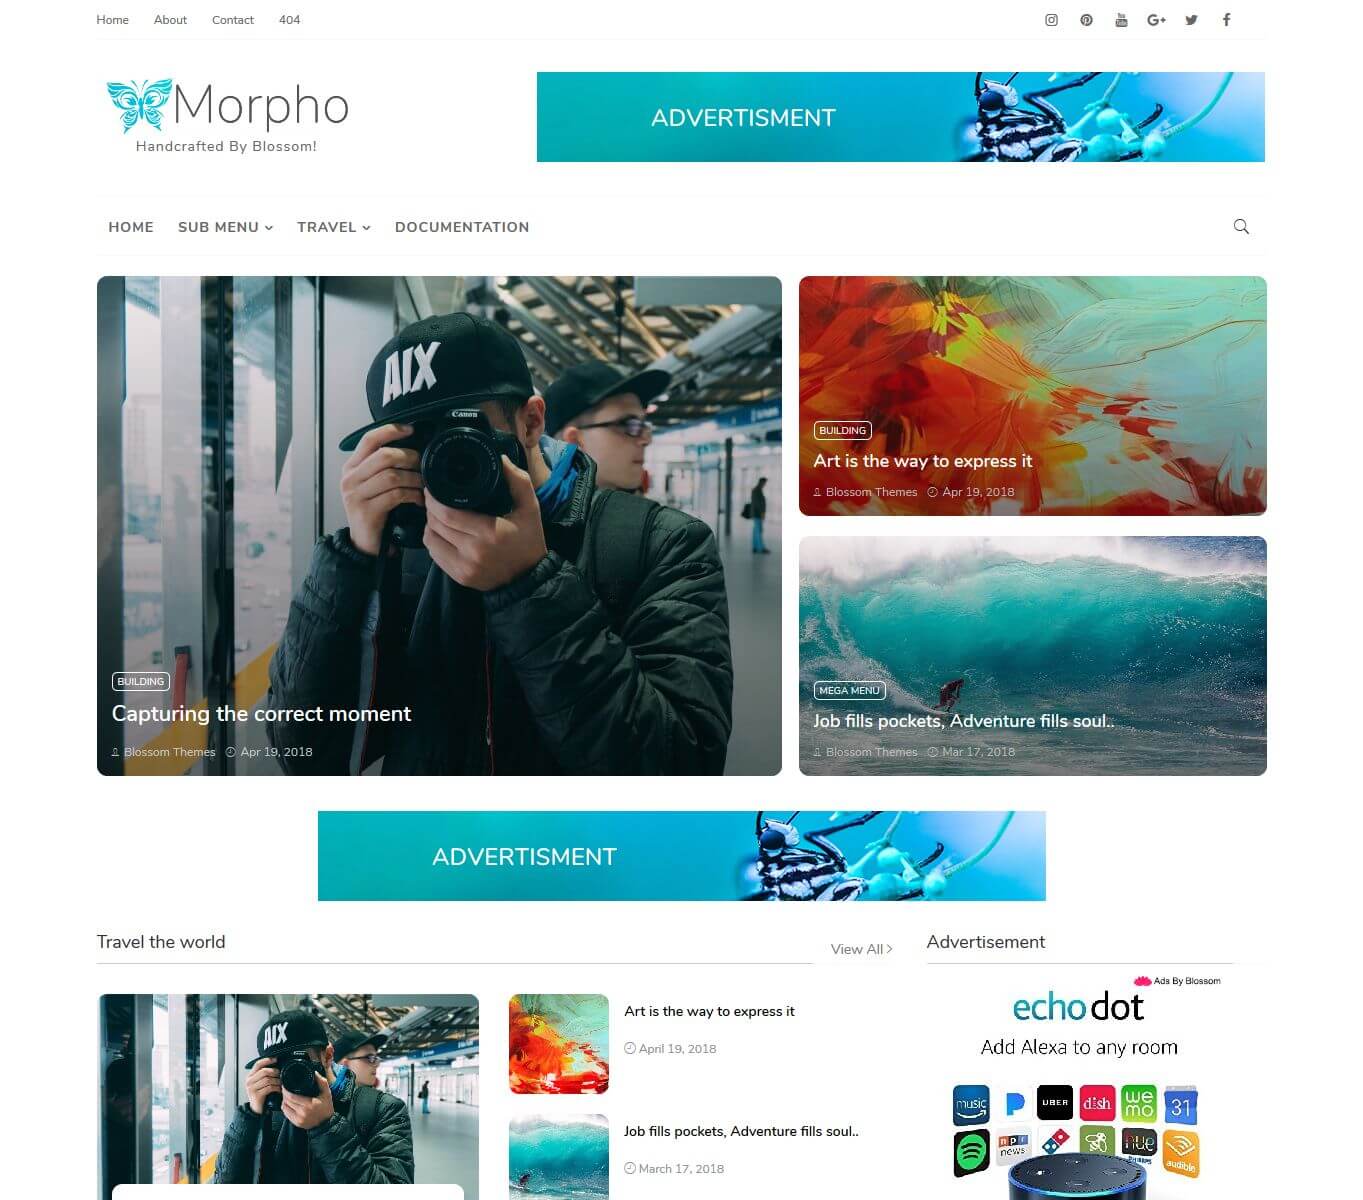 Home About Contact 404
Morpho
Handcrafted By Blossom!
ADVERTISMENT
HOME SUB MENU TRAVEL DOCUMENTATION
AIX
Canon
BUILDING
Capturing the correct moment
Blossom Themes Apr 19, 2018
BUILDING
Art is the way to express it
Blossom Themes Apr 19, 2018
MEGA MENU
Job fills pockets, Adventure fills soul..
Blossom Themes Mar 17, 2018
ADVERTISMENT
Travel the world
View All
AIX
Art is the way to express it
April 19, 2018
Job fills pockets, Adventure fills soul..
March 17, 2018
Advertisement
Ads By Blossom
echo dot
Add Alexa to any room
music
UBER
dish
we
mo
31
npr
news
hue
audible